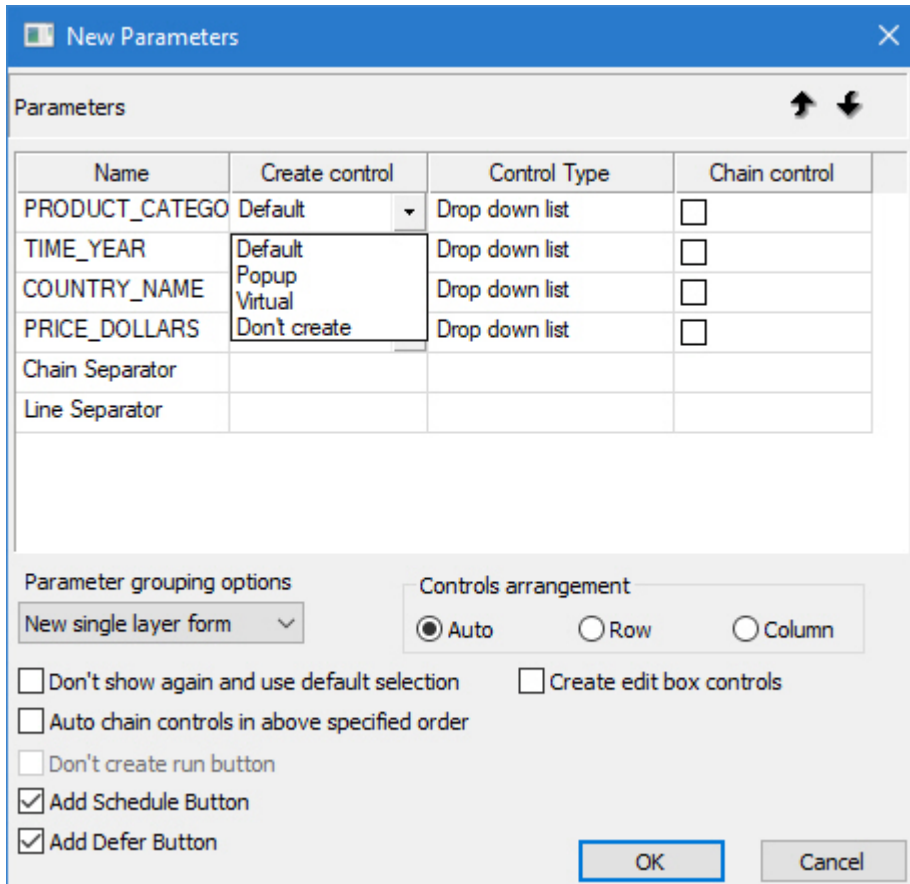 New Parameters
Parameters
Name Create control Control Type Chain control
PRODUCT_CATEGO Default Drop down list
TIME_YEAR Default Drop down list
COUNTRY_NAME Popup Drop down list
Virtual
PRICE_DOLLARS Don't create Drop down list
Chain Separator
Line Separator
Parameter grouping options Controls arrangement
New single layer form Auto Row Column
Don't show again and use default selection Create edit box controls
Auto chain controls in above specified order
Don't create run button
Add Schedule Button
Add Defer Button
OK Cancel